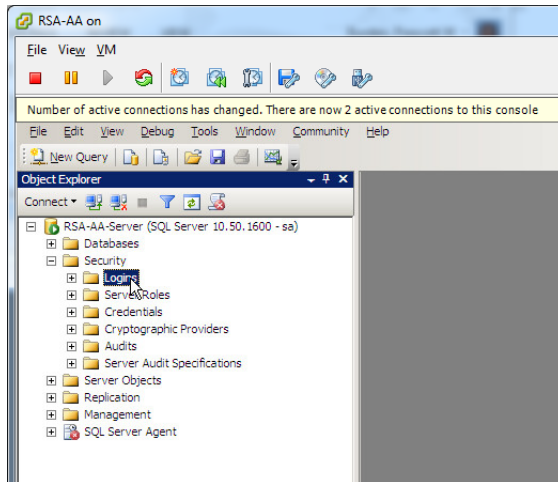 RSA-AA on
File View VM
Number of active connections has changed. There are now 2 active connections to this console
File Edit View Debug Tools Window Community Help
New Query
Object Explorer
Connect
RSA-AA-Server (SQL Server 10.50.1600 - sa)
Databases
Security
Logins
Server Roles
Credentials
Cryptographic Providers
Audits
Server Audit Specifications
Server Objects
Replication
Management
SQL Server Agent